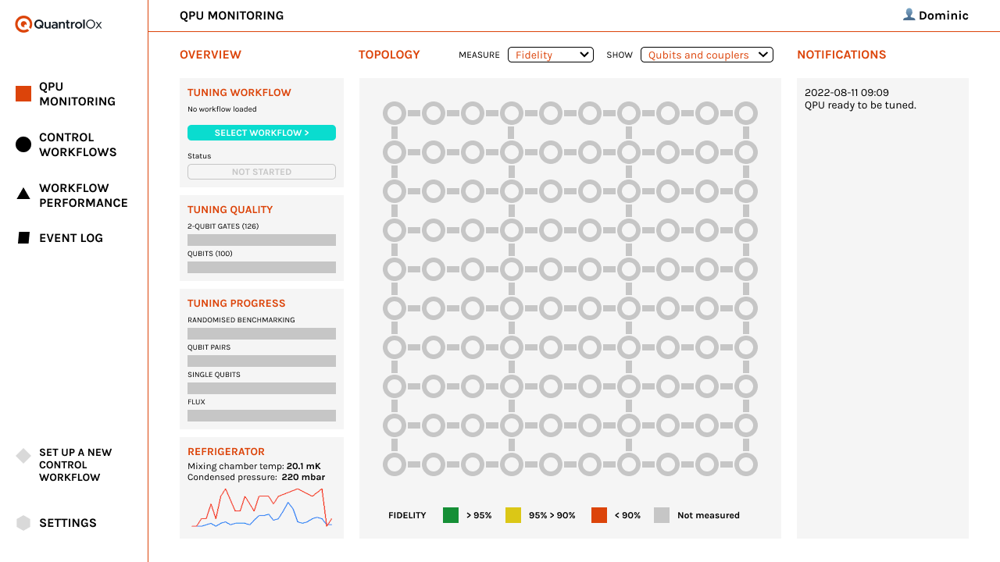 QuantrolOx
QPU
MONITORING
CONTROL
WORKFLOWS
WORKFLOW
PERFORMANCE
EVENT LOG
SET UP A NEW
CONTROL
WORKFLOW
SETTINGS
QPU MONITORING
Dominic
OVERVIEW
TUNING WORKFLOW
No workflow loaded
SELECT WORKFLOW >
Status
NOT STARTED
TUNING QUALITY
2-QUBIT GATES (126)
QUBITS (100)
TUNING PROGRESS
RANDOMISED BENCHMARKING
QUBIT PAIRS
SINGLE QUBITS
FLUX
REFRIGERATOR
Mixing chamber temp: 20.1 mK
Condensed pressure: 220 mbar
TOPOLOGY
MEASURE Fidelity
SHOW Qubits and couplers
FIDELITY > 95% 95% > 90% < 90% Not measured
NOTIFICATIONS
2022-08-11 09:09
QPU ready to be tuned.